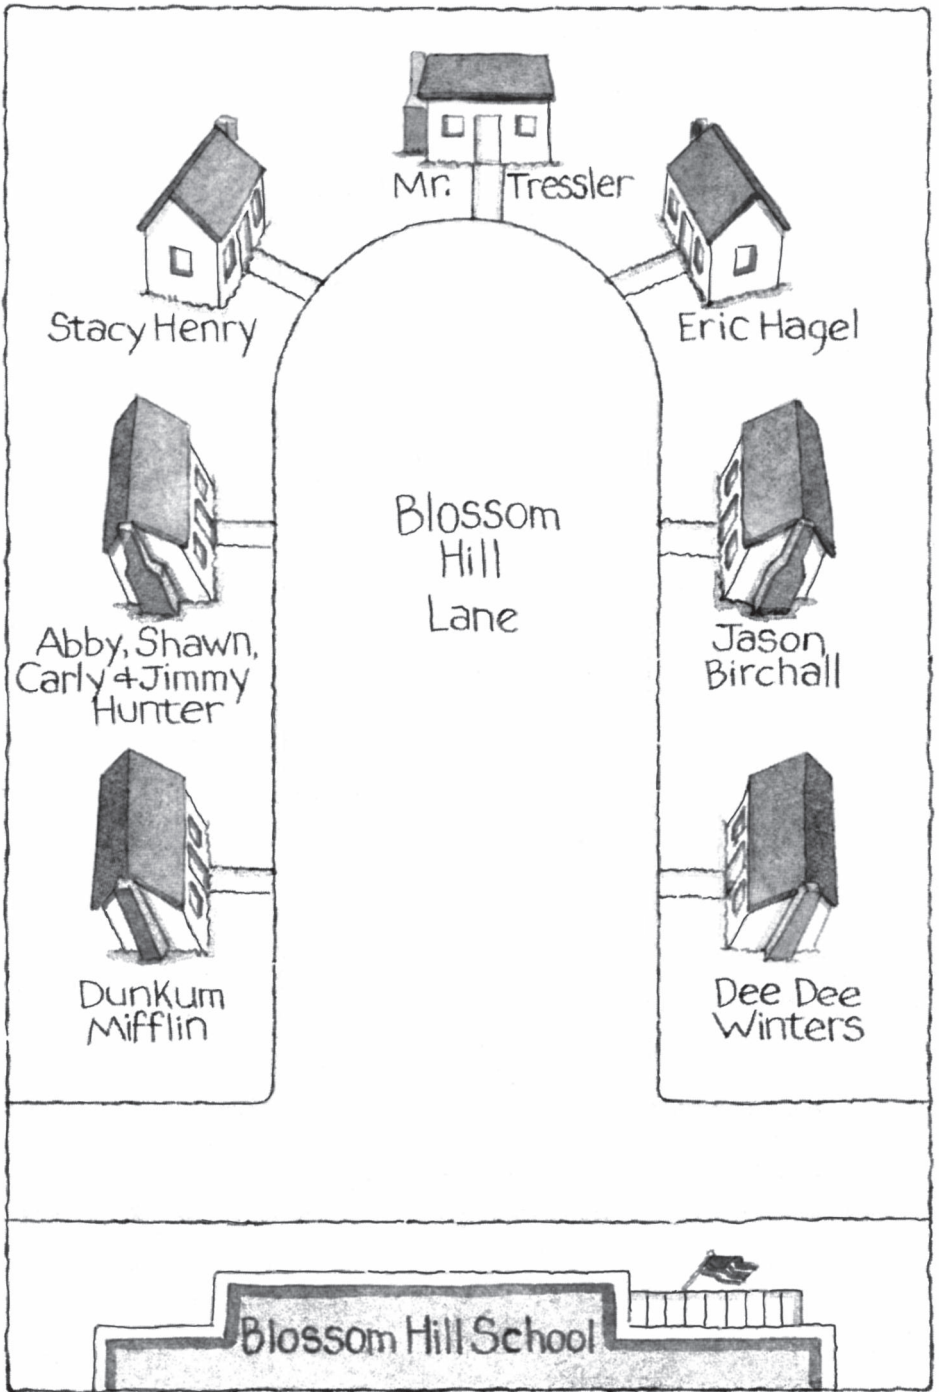 Mr. Tressler
Stacy Henry
Eric Hagel
Blossom
Hill
Lane
Abby, Shawn,
Carly & Jimmy
Hunter
Jason
Birchall
Dunkum
Mifflin
Dee Dee
Winters
Blossom Hill School